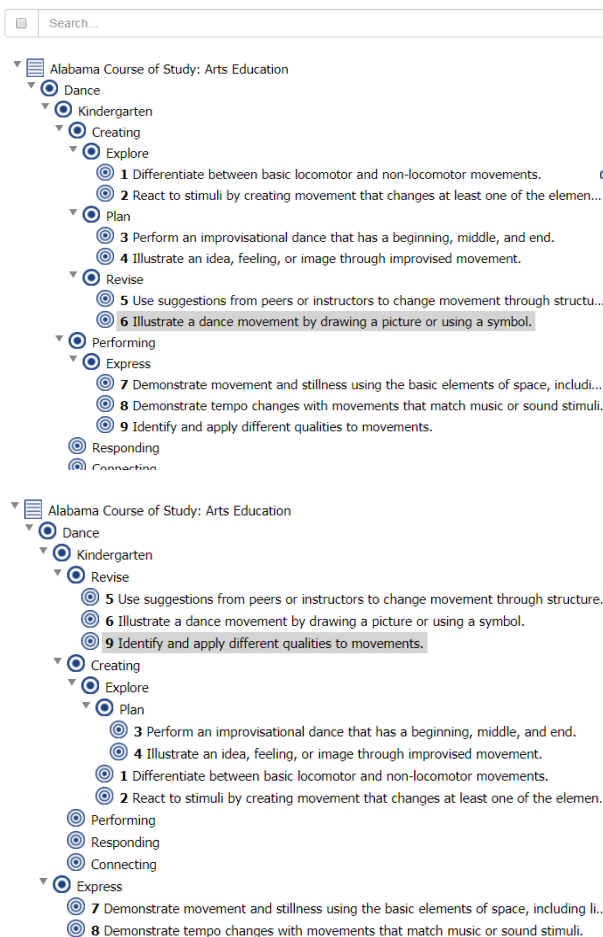 Search...
Alabama Course of Study: Arts Education
Dance
Kindergarten
Creating
Explore
1 Differentiate between basic locomotor and non-locomotor movements.
2 React to stimuli by creating movement that changes at least one of the elemen...
Plan
3 Perform an improvisational dance that has a beginning, middle, and end.
4 Illustrate an idea, feeling, or image through improvised movement.
Revise
5 Use suggestions from peers or instructors to change movement through structu...
6 Illustrate a dance movement by drawing a picture or using a symbol.
Performing
Express
7 Demonstrate movement and stillness using the basic elements of space, includi...
8 Demonstrate tempo changes with movements that match music or sound stimuli.
9 Identify and apply different qualities to movements.
Responding
Connecting
Alabama Course of Study: Arts Education
Dance
Kindergarten
Revise
5 Use suggestions from peers or instructors to change movement through structure.
6 Illustrate a dance movement by drawing a picture or using a symbol.
9 Identify and apply different qualities to movements.
Creating
Explore
Plan
3 Perform an improvisational dance that has a beginning, middle, and end.
4 Illustrate an idea, feeling, or image through improvised movement.
1 Differentiate between basic locomotor and non-locomotor movements.
2 React to stimuli by creating movement that changes at least one of the elemen.
Performing
Responding
Connecting
Express
7 Demonstrate movement and stillness using the basic elements of space, including li..
8 Demonstrate tempo changes with movements that match music or sound stimuli.